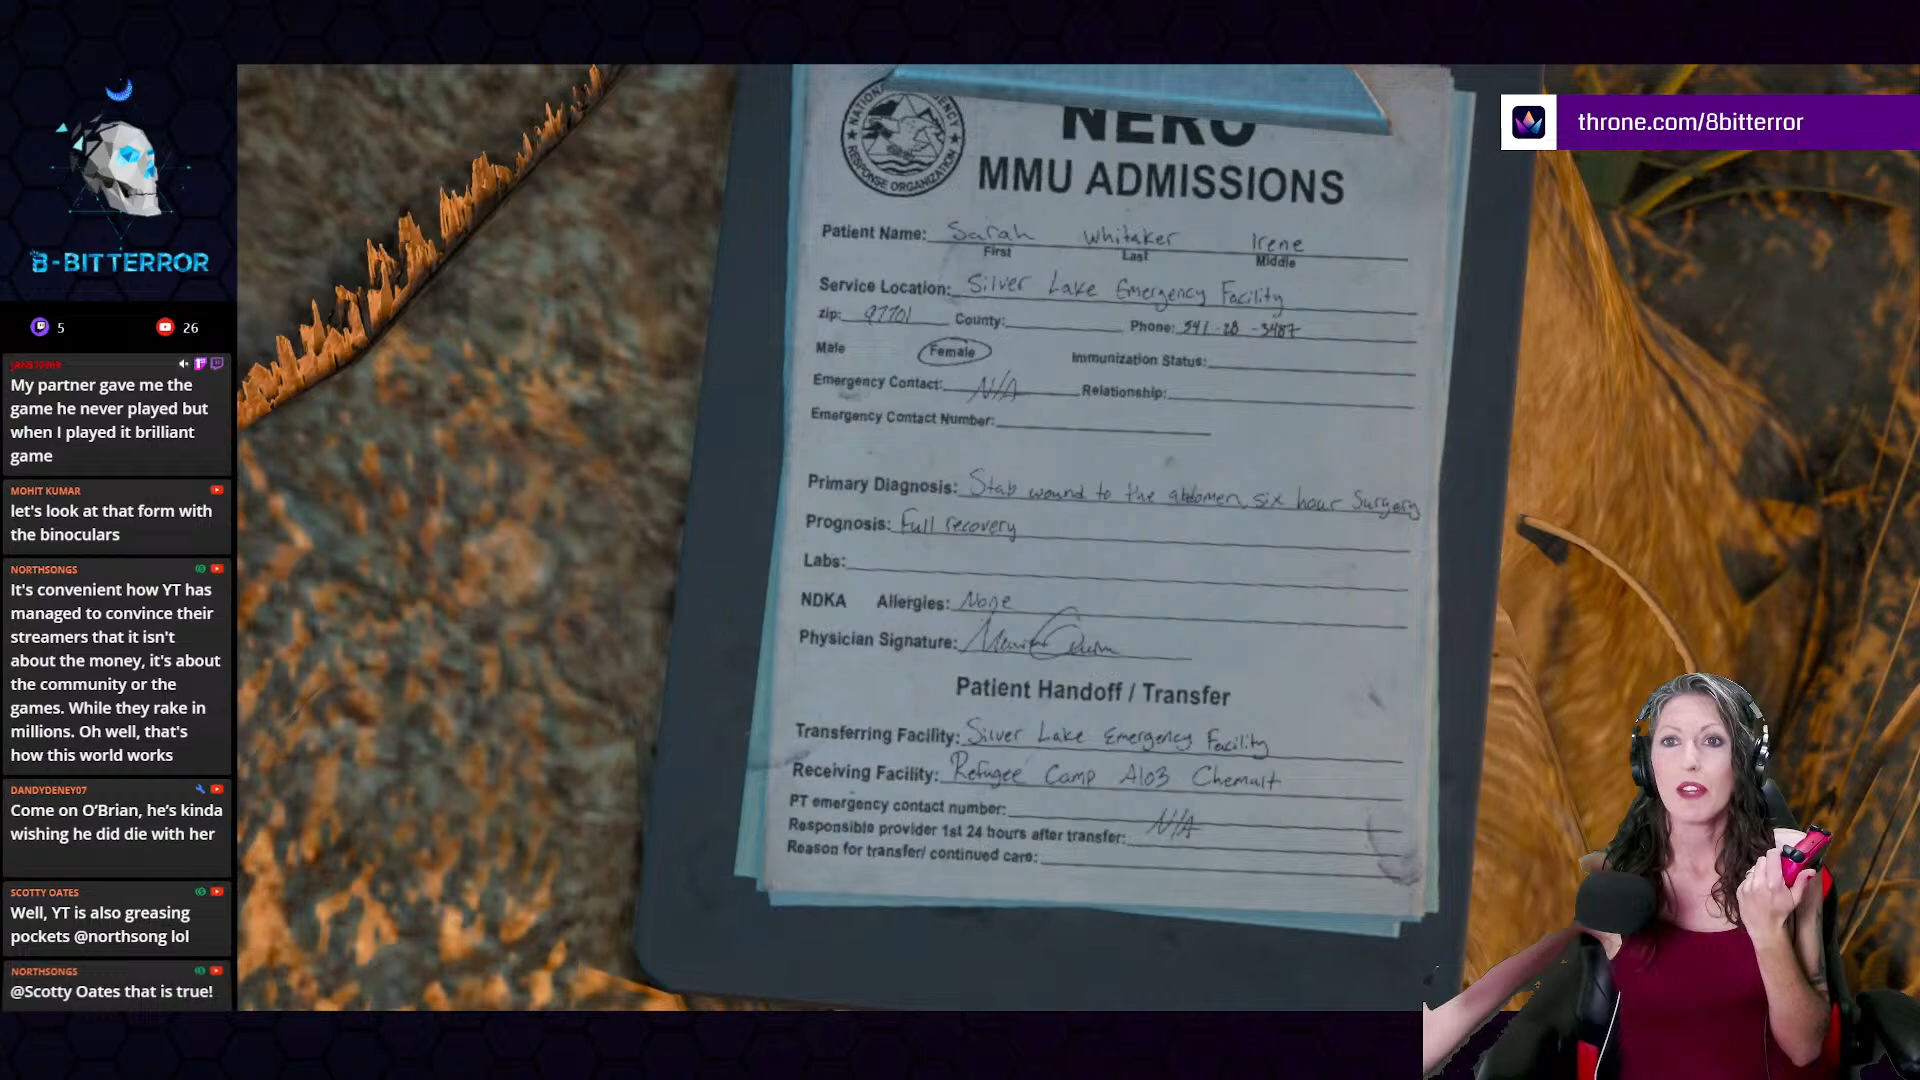 8-BITTERROR
5
26
My partner gave me the
game he never played but
when I played it brilliant
game
MOHIT KUMAR
let's look at that form with
the binoculars
NORTHSONGS
It's convenient how YT has
managed to convince their
streamers that it isn't
about the money, it's about
the community or the
games. While they rake in
millions. Oh well, that's
how this world works
DANDYDENEY07
Come on O'Brian, he's kinda
wishing he did die with her
SCOTTY OATES
Well, YT is also greasing
pockets @northsong lol
NORTHSONGS
@Scotty Oates that is true!
throne.com/8bitterror
NERO
MMU ADMISSIONS
RESPONSE ORGANIZATION
Patient Name: Sarah Whitaker Irene
First Last Middle
Service Location: Silver Lake Emergency Facility
zip: 97701 County: Phone: 541-28-3487
Male Female Immunization Status:
Emergency Contact: N/A Relationship:
Emergency Contact Number:
Primary Diagnosis: Stab wound to the abdomen, six hour Surgery
Prognosis: Full recovery
Labs:
NDKA Allergies: None
Physician Signature:
Patient Handoff / Transfer
Transferring Facility: Silver Lake Emergency Facility
Receiving Facility: Refugee Camp A103 Chemult
PT emergency contact number:
Responsible provider 1st 24 hours after transfer: N/A
Reason for transfer/ continued care: